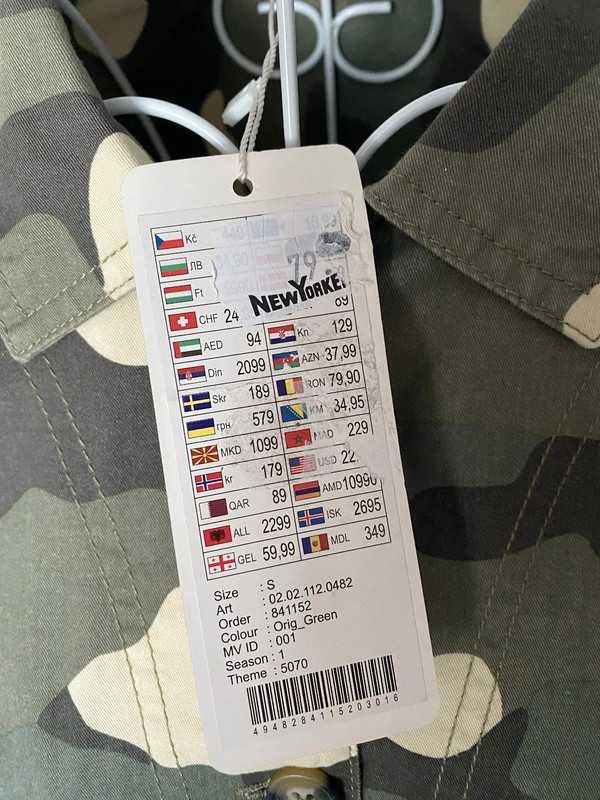 Kč
ЛВ 79
Ft NEWYORKE
CHF 24 89
AED 94 Kn 129
Din 2099 AZN 37,99
Skr 189 RON 79,90
грн 579 KM 34,95
MKD 1099 MAD 229
kr 179 USD 22
QAR 89 AMD 10990
ALL 2299 ISK 2695
GEL 59,99 MDL 349
Size : S
Art : 02.02.112.0482
Order : 841152
Colour : Orig_Green
MV ID : 001
Season : 1
Theme : 5070
4948284115203016